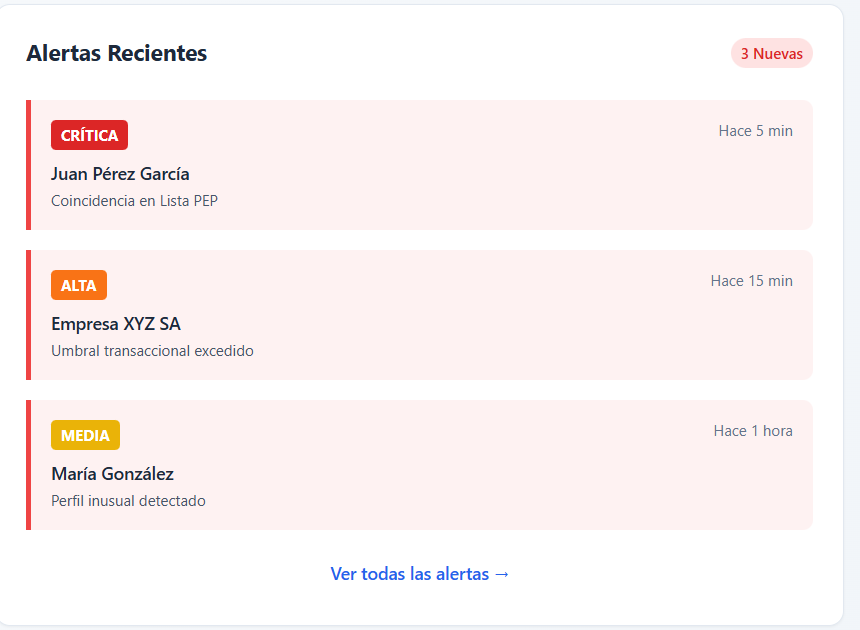 Alertas Recientes
3 Nuevas
CRÍTICA
Hace 5 min
Juan Pérez García
Coincidencia en Lista PEP
ALTA
Hace 15 min
Empresa XYZ SA
Umbral transaccional excedido
MEDIA
Hace 1 hora
María González
Perfil inusual detectado
Ver todas las alertas →